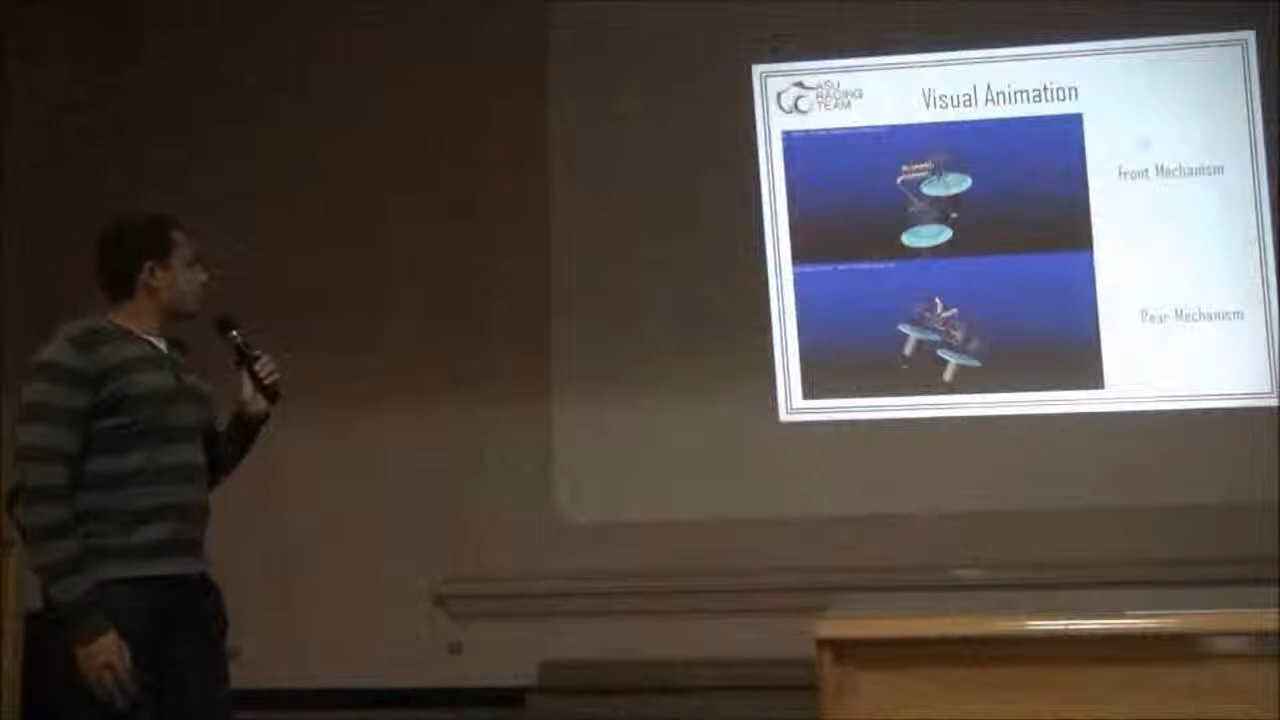 ASU
RACING
TEAM
Visual Animation
Front Mechanism
Rear Mechanism